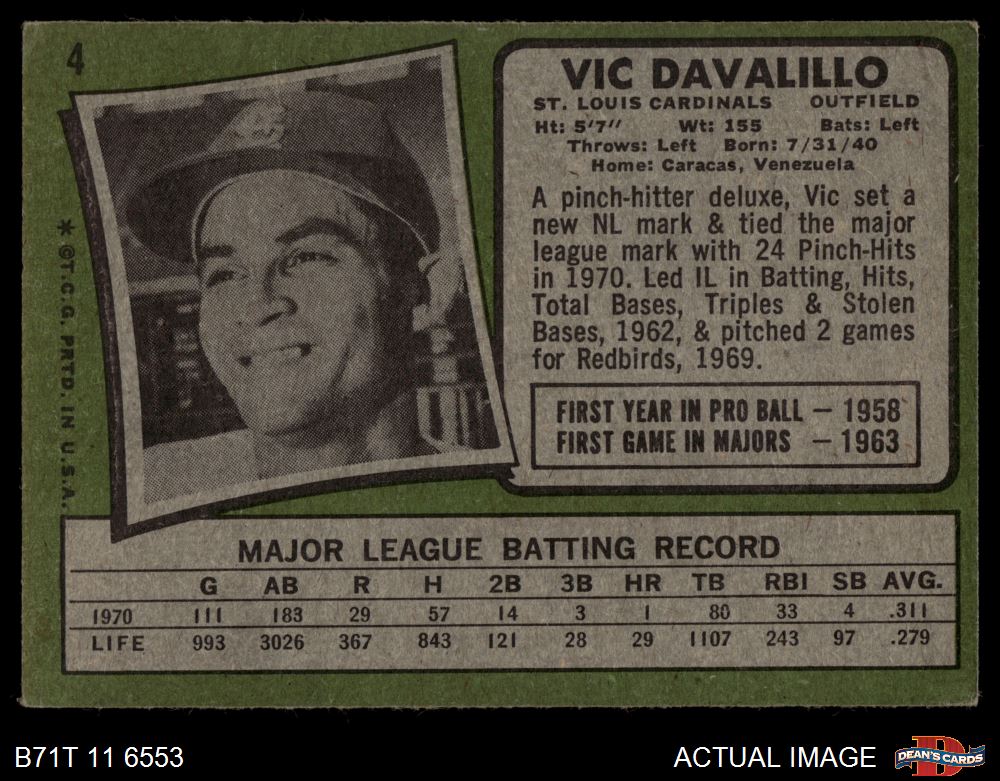 4
* ©T.C.G. PRTD. IN U.S.A.
VIC DAVALILLO
ST. LOUIS CARDINALS OUTFIELD
Ht: 5'7" Wt: 155 Bats: Left
Throws: Left Born: 7/31/40
Home: Caracas, Venezuela
A pinch-hitter deluxe, Vic set a
new NL mark & tied the major
league mark with 24 Pinch-Hits
in 1970. Led IL in Batting, Hits,
Total Bases, Triples & Stolen
Bases, 1962, & pitched 2 games
for Redbirds, 1969.
FIRST YEAR IN PRO BALL — 1958
FIRST GAME IN MAJORS — 1963
MAJOR LEAGUE BATTING RECORD
G AB R H 2B 3B HR TB RBI SB AVG.
1970 111 183 29 57 14 3 1 80 33 4 .311
LIFE 993 3026 367 843 121 28 29 1107 243 97 .279
B71T 11 6553
ACTUAL IMAGE
D
DEAN'S CARDS